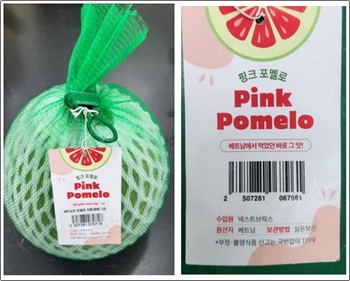 핑크 포멜로
Pink
Pomelo
핑크 포멜로
Pink
Pomelo
베트남에서 먹었던 바로 그 맛!
2 507281 067961
수입원 넥스트브릭스
원산지 베트남 보관방법 실온보관
*부정·불량식품 신고는 국번없이 1399